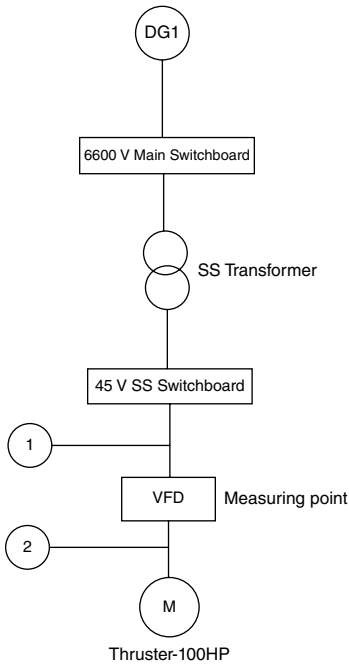 DG1
6600 V Main Switchboard
SS Transformer
45 V SS Switchboard
1
VFD
Measuring point
2
M
Thruster-100HP